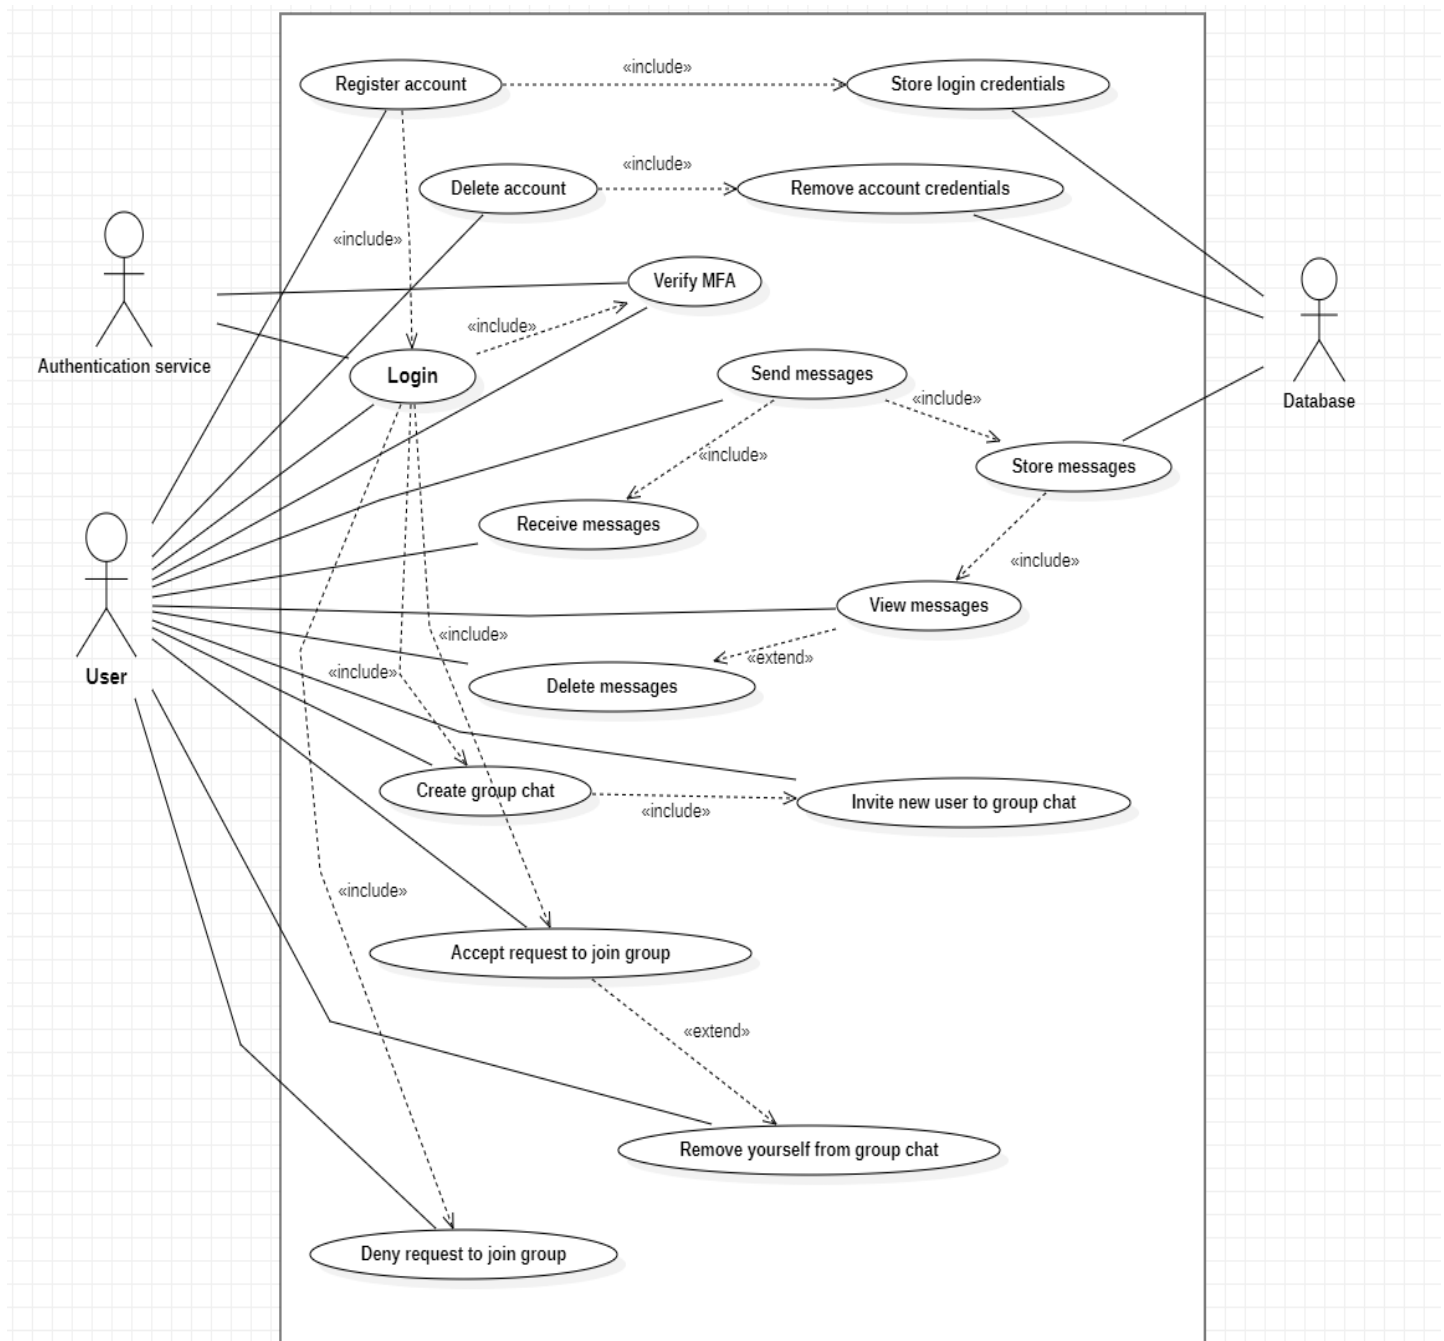 «include»
Register account
Store login credentials
«include»
Delete account
Remove account credentials
«include»
Verify MFA
«include»
Authentication service
Login
Send messages
«include»
Database
«include»
Store messages
Receive messages
«include»
View messages
«include»
«extend»
«include»
User
Delete messages
Create group chat
«include»
Invite new user to group chat
«include»
Accept request to join group
«extend»
Remove yourself from group chat
Deny request to join group